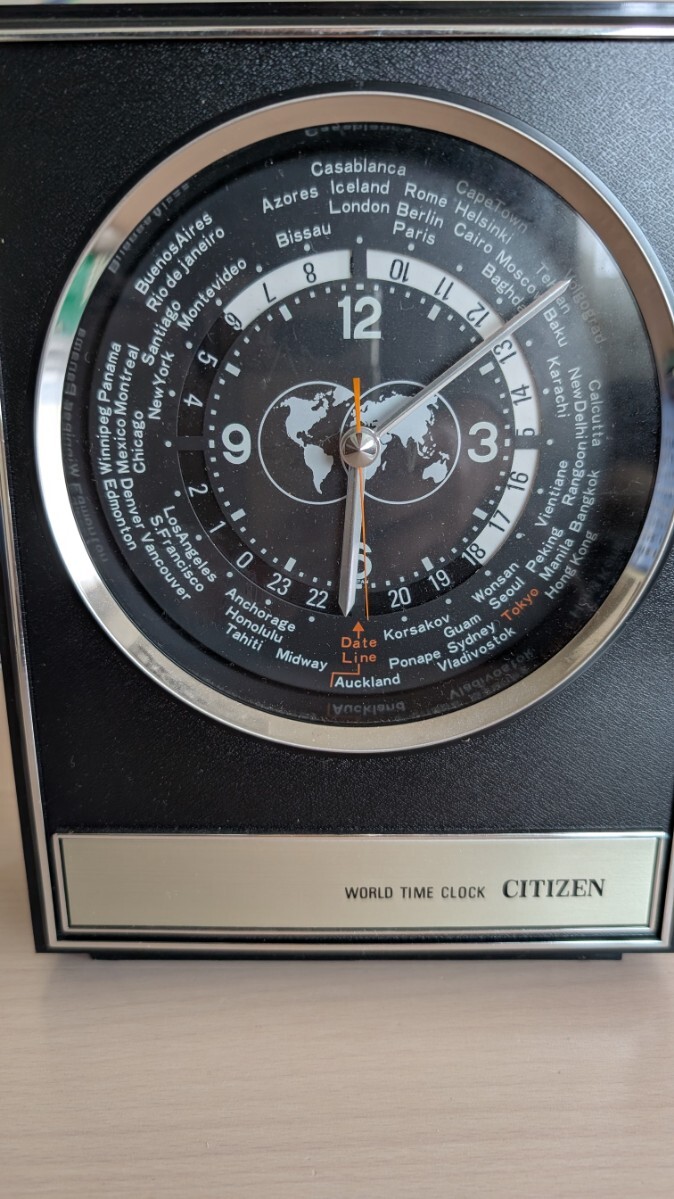 Casablanca
Azores Iceland Rome CapeTown
London Berlin Helsinki
Bissau Paris Cairo Moscow
BuenosAires
Rio de janeiro
Montevideo
Santiago
NewYork
Panama
Montreal
Winnipeg
Mexico
Chicago
Edmonton
Denver
Vancouver
LosAngeles
S.Francisco
Anchorage
Honolulu
Tahiti Midway
Date
Line
Auckland
Korsakov
Ponape
Guam
Sydney
Vladivostok
Wonsan
Seoul
Tokyo
Peking
Manila
HongKong
Vientiane
Rangoon
Bangkok
Calcutta
NewDelhi
Karachi
Volgograd
Baku
8 10 11 12 13 14 16 17 18 19 20 22 23 0 1 2 4 5 6 7
12
3
9
WORLD TIME CLOCK CITIZEN